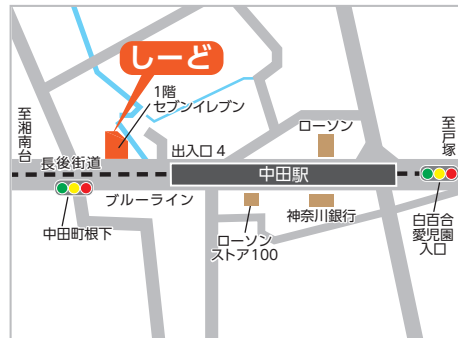 しーど
1階
セブンイレブン
至湘南台
長後街道
出入口 4
ローソン
至戸塚
中田駅
ブルーライン
中田町根下
ローソン
ストア100
神奈川銀行
白百合
愛児園
入口